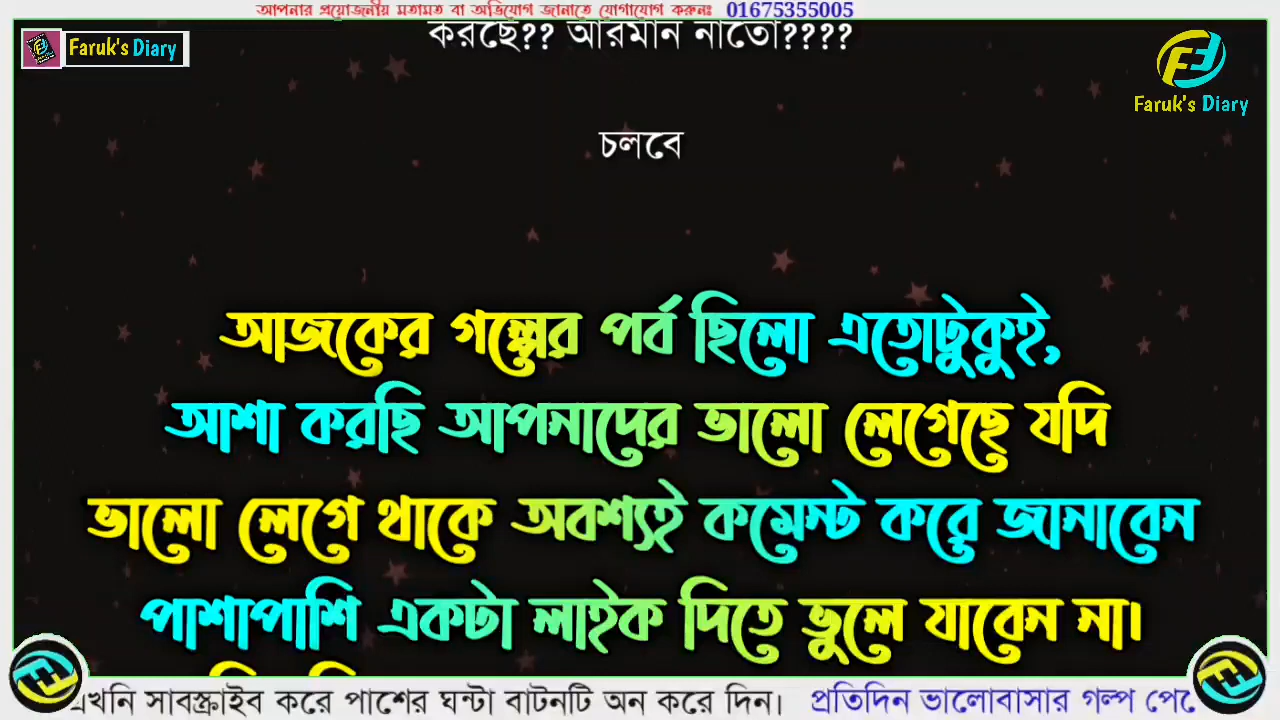 আপনার প্রয়োজনীয় মতামত বা অভিযোগ জানাতে যোগাযোগ করুনঃ 01675355005
করছে?? আরমান নাতো????
Faruk's Diary
Faruk's Diary
চলবে
আজকের গল্পের পর্ব ছিলো এতোটুকুই,
আশা করছি আপনাদের ভালো লেগেছে যদি
ভালো লেগে থাকে অবশ্যই কমেন্ট করে জানাবেন
পাশাপাশি একটা লাইক দিতে ভুলে যাবেন না।
সাবস্ক্রাইব করে পাশের ঘন্টা বাটনটি অন করে দিন। প্রতিদিন ভালোবাসার গল্প